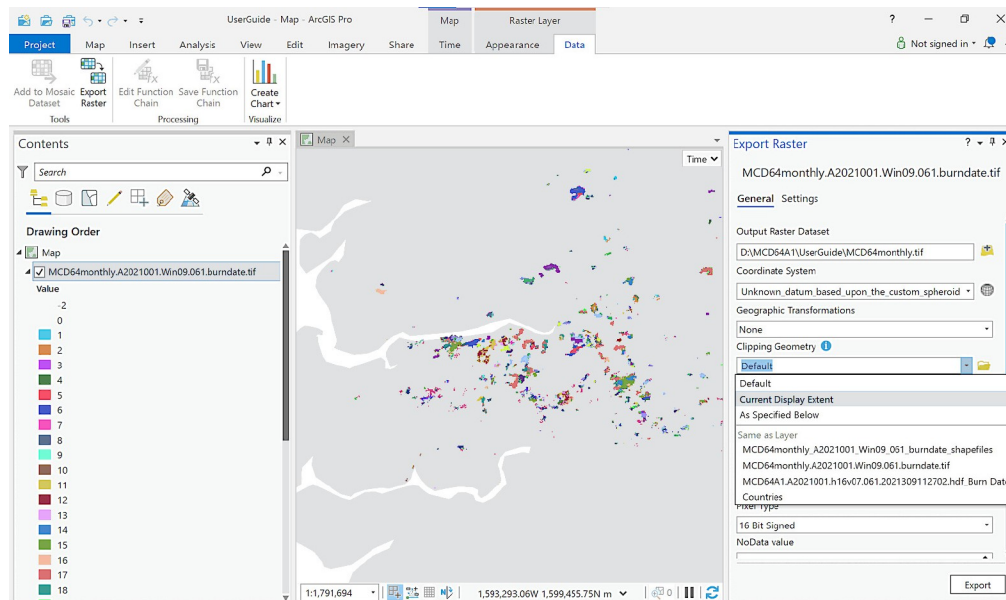 UserGuide - Map - ArcGIS Pro
Map
Raster Layer
?
Project
Map
Insert
Analysis
View
Edit
Imagery
Share
Time
Appearance
Data
Not signed in
Add to Mosaic Dataset
Export Raster
Edit Function Chain
Save Function Chain
Create Chart
Tools
Processing
Visualize
Contents
Search
Drawing Order
Map
MCD64monthly.A2021001.Win09.061.burndate.tif
Value
-2
0
1
2
3
4
5
6
7
8
9
10
11
12
13
14
15
16
17
18
Map
Time
1:1,791,694
1,593,293.06W 1,599,455.75N m
0
Export Raster
?
MCD64monthly.A2021001.Win09.061.burndate.tif
General
Settings
Output Raster Dataset
D:\MCD64A1\UserGuide\MCD64monthly.tif
Coordinate System
Unknown_datum_based_upon_the_custom_spheroid
Geographic Transformations
None
Clipping Geometry
Default
Default
Current Display Extent
As Specified Below
Same as Layer
MCD64monthly_A2021001_Win09_061_burndate_shapefiles
MCD64monthly.A2021001.Win09.061.burndate.tif
MCD64A1.A2021001.h16v07.061.2021309112702.hdf_Burn Date
Countries
Pixel Type
16 Bit Signed
NoData value
Export